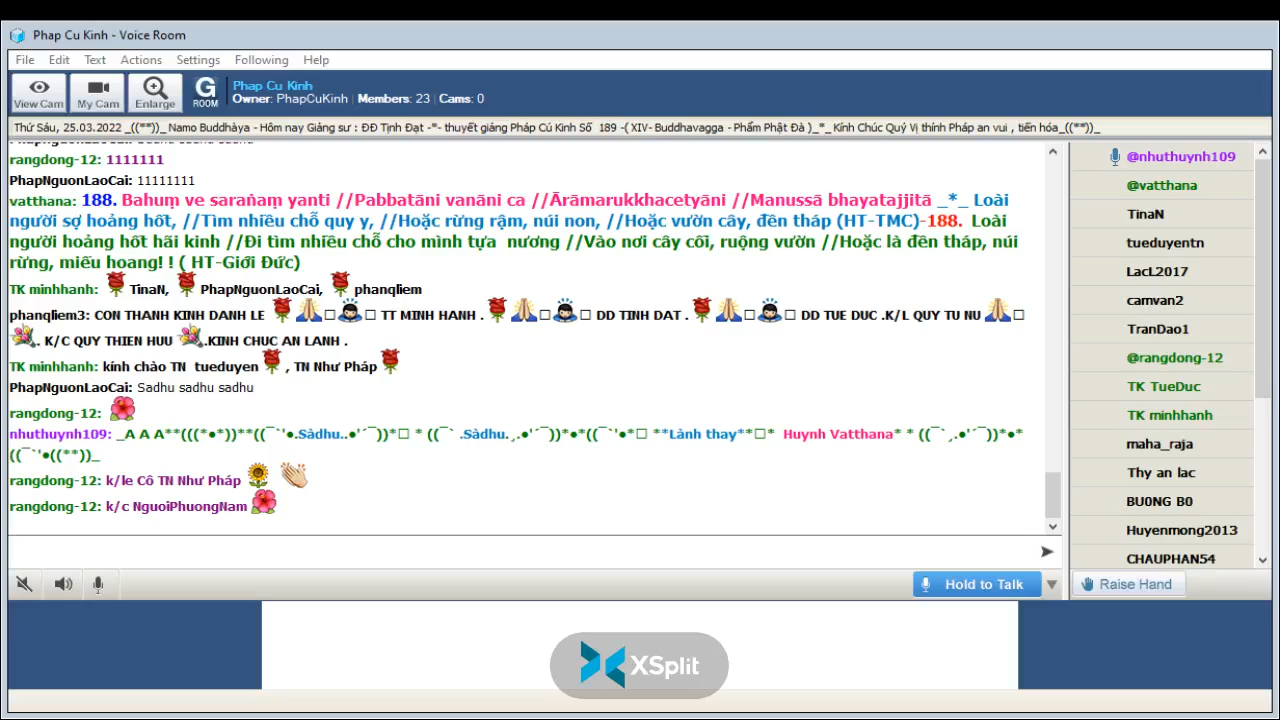 Phap Cu Kinh - Voice Room
File Edit Text Actions Settings Following Help
View Cam My Cam Enlarge G ROOM
Phap Cu Kinh
Owner: PhapCuKinh | Members: 23 | Cams: 0
Thứ Sáu, 25.03.2022 _((**))_ Namo Buddhàya - Hôm nay Giảng sư : ĐĐ Tịnh Đạt -*- thuyết giảng Pháp Cú Kinh Số 189 -( XIV- Buddhavagga - Phẩm Phật Đà )_*_ Kính Chúc Quý Vị thính Pháp an vui , tiến hóa_((**))_
rangdong-12: 1111111
PhapNguonLaoCai: 11111111
vatthana: 188. Bahuṃ ve saraṅaṃ yanti //Pabbatāni vanāni ca //Ārāmarukkhacetyāni //Manussā bhayatajjitā _*_ Loài
người sợ hoảng hốt, //Tìm nhiều chỗ quy y, //Hoặc rừng rậm, núi non, //Hoặc vườn cây, đền tháp (HT-TMC)-188. Loài
người hoảng hốt hãi kinh //Đi tìm nhiều chỗ cho mình tựa nương //Vào nơi cây cối, ruộng vườn //Hoặc là đền tháp, núi
rừng, miếu hoang! ! ( HT-Giới Đức)
TK minhhanh: TinaN, PhapNguonLaoCai, phanqliem
phanqliem3: CON THANH KINH DANH LE TT MINH HANH . DD TINH DAT . DD TUE DUC .K/L QUY TU NU
. K/C QUY THIEN HUU .KINH CHUC AN LANH .
TK minhhanh: kính chào TN tueduyen , TN Như Pháp
PhapNguonLaoCai: Sadhu sadhu sadhu
rangdong-12:
nhuthuynh109: _A A A**(((*•*))**((¯`'•.Sàdhu..•'´¯))*□ * ((¯` .Sàdhu.¸.•'´¯))*•*((¯`'•*□ **Lành thay**□* Huynh Vatthana* * ((¯`¸.•'´¯))*•*
((¯`'•((**))_
rangdong-12: k/le Cô TN Như Pháp
rangdong-12: k/c NguoiPhuongNam
@nhuthuynh109
@vatthana
TinaN
tueduyentn
LacL2017
camvan2
TranDao1
@rangdong-12
TK TueDuc
TK minhhanh
maha_raja
Thy an lac
BU0NG B0
Huyenmong2013
CHAUPHAN54
Hold to Talk
Raise Hand
XSplit